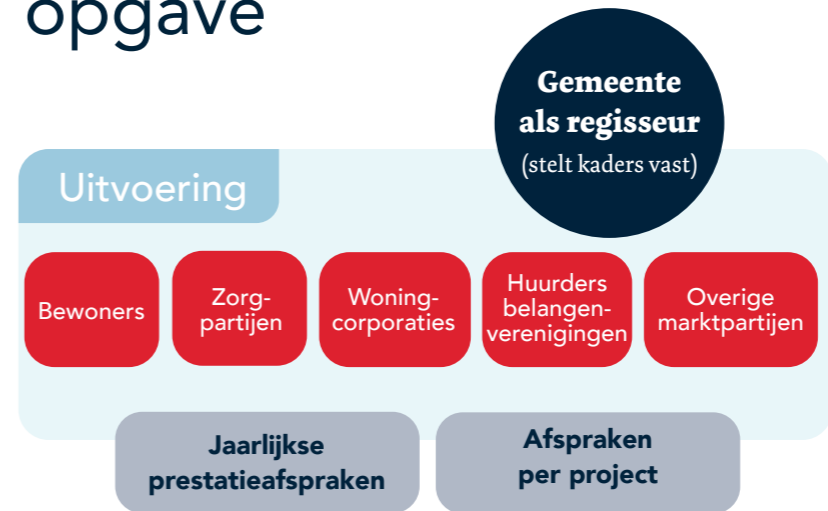 opgave
Gemeente
als regisseur
(stelt kaders vast)
Uitvoering
Bewoners
Zorg-
partijen
Woning-
corporaties
Huurders
belangen-
verenigingen
Overige
marktpartijen
Jaarlijkse
prestatieafspraken
Afspraken
per project